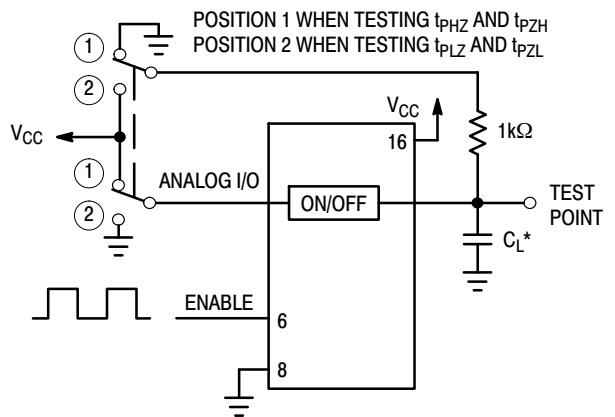 POSITION 1 WHEN TESTING tPHZ AND tPZH
POSITION 2 WHEN TESTING tPLZ AND tPZL
1
2
VCC
VCC
16
1kΩ
1
2
ANALOG I/O
ON/OFF
TEST
POINT
CL*
ENABLE
6
8